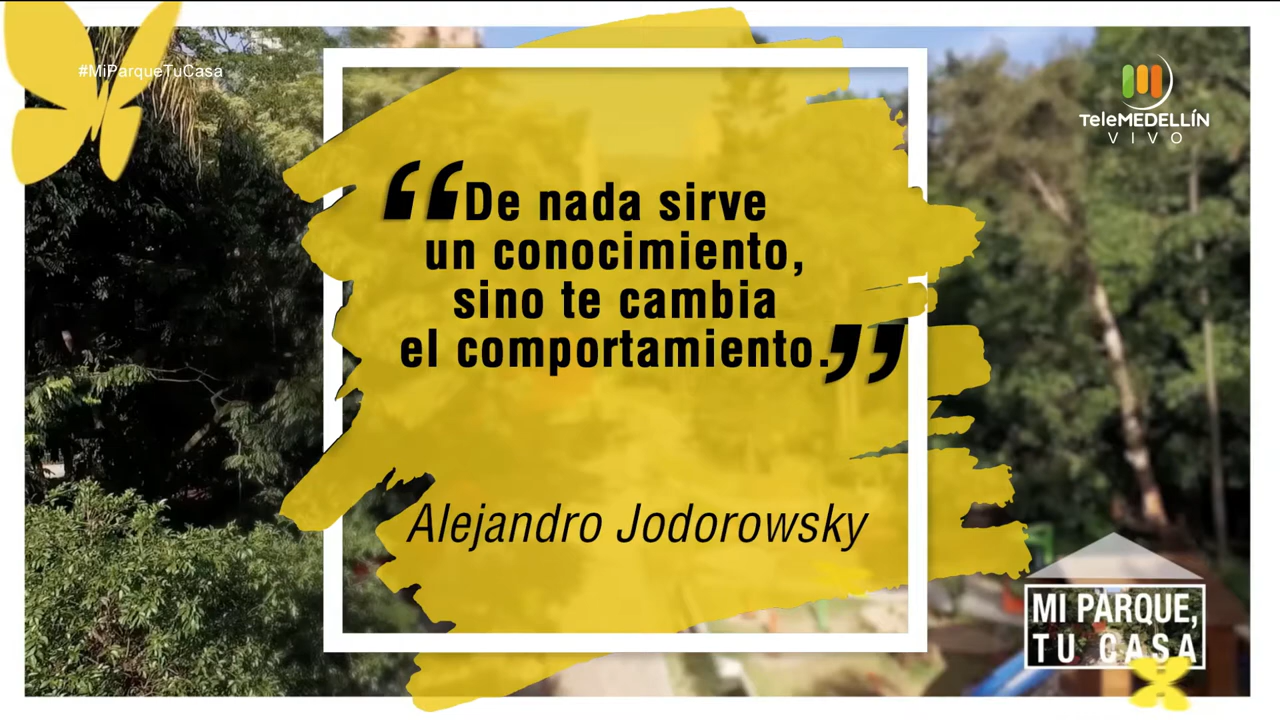 #MiParqueTuCasa
TeleMEDELLÍN
VIVO
“De nada sirve
un conocimiento,
sino te cambia
el comportamiento.”
Alejandro Jodorowsky
MI PARQUE,
TU CASA